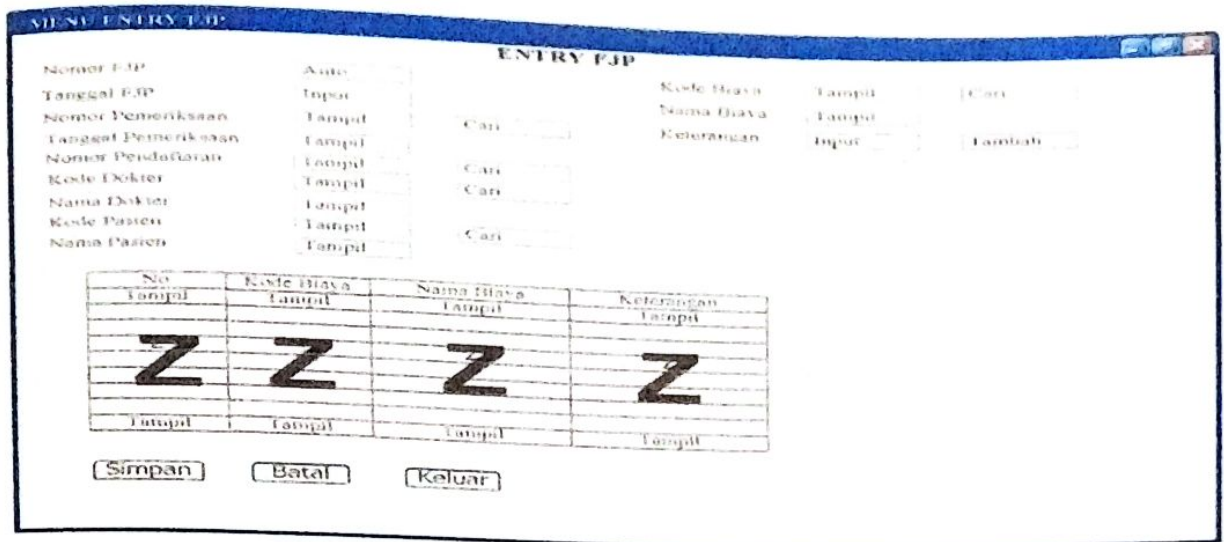 MENU ENTRY FJP
ENTRY FJP
Nomor FJP Auto
Tanggal FJP Input
Nomor Pemeriksaan Tampil Cari
Tanggal Pemeriksaan Tampil
Nomor Pendaftaran Tampil Cari
Kode Dokter Tampil Cari
Nama Dokter Tampil
Kode Pasien Tampil Cari
Nama Pasien Tampil
Kode Biaya Tampil Cari
Nama Biaya Tampil
Keterangan Input Tambah
No Kode Biaya Nama Biaya Keterangan
Tampil Tampil Tampil Tampil
Z Z Z Z
Tampil Tampil Tampil Tampil
Simpan Batal Keluar